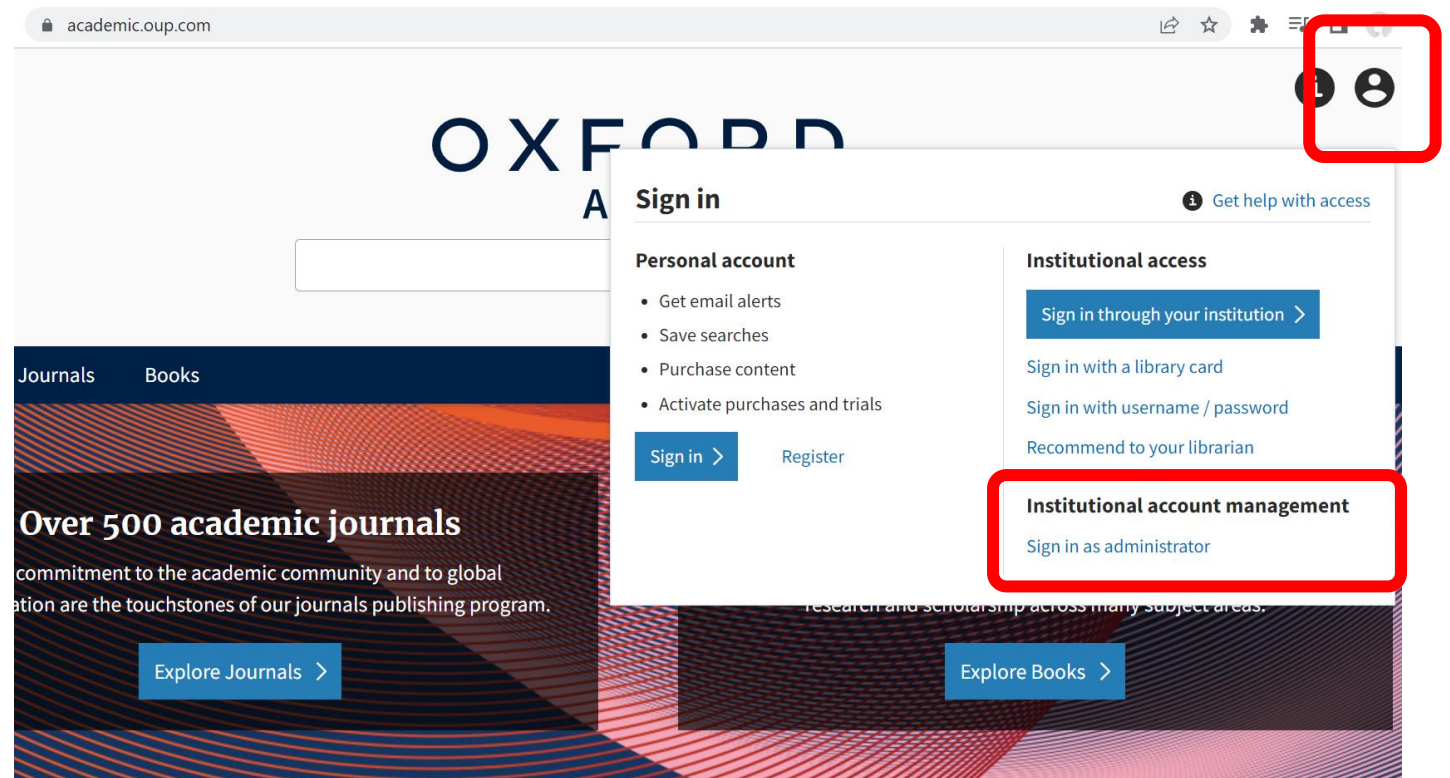 academic.oup.com
OXFORD
A
Sign in
Get help with access
Personal account
Get email alerts
Save searches
Purchase content
Activate purchases and trials
Sign in
Register
Institutional access
Sign in through your institution
Sign in with a library card
Sign in with username / password
Recommend to your librarian
Institutional account management
Sign in as administrator
Journals Books
Over 500 academic journals
commitment to the academic community and to global
ation are the touchstones of our journals publishing program.
Explore Journals
research and scholarship across many subject areas.
Explore Books